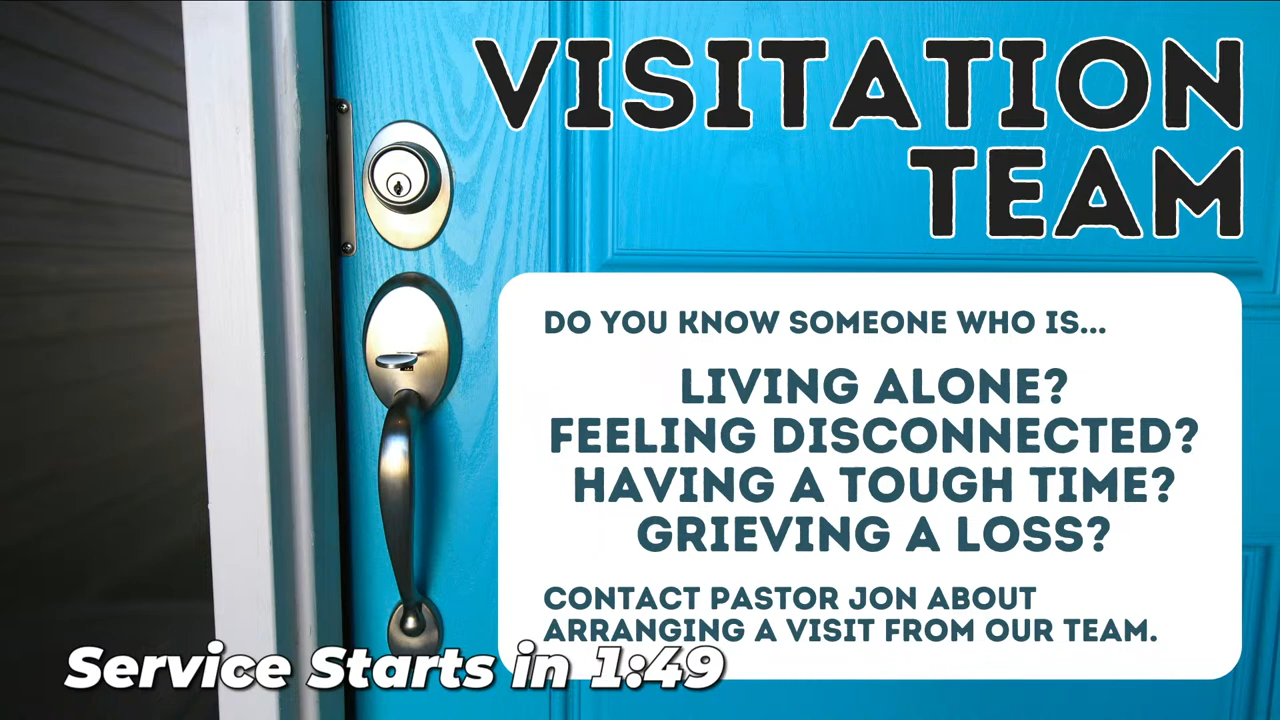 VISITATION
TEAM
DO YOU KNOW SOMEONE WHO IS...
LIVING ALONE?
FEELING DISCONNECTED?
HAVING A TOUGH TIME?
GRIEVING A LOSS?
CONTACT PASTOR JON ABOUT
ARRANGING A VISIT FROM OUR TEAM.
Service Starts in 1:49